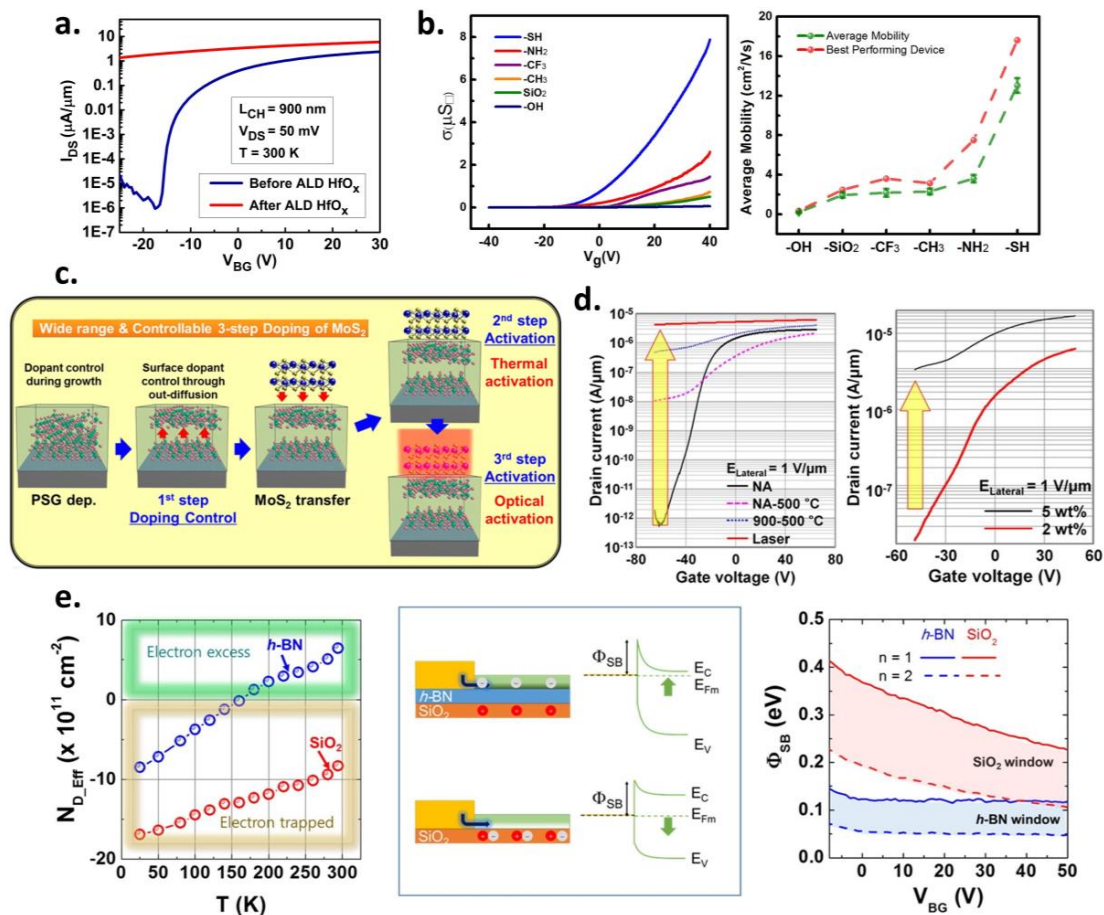 a.
I_DS (μA/μm)
10
1
0.1
0.01
1E-3
1E-4
1E-5
1E-6
1E-7
L_CH = 900 nm
V_DS = 50 mV
T = 300 K
Before ALD HfO_x
After ALD HfO_x
-20 -10 0 10 20 30
V_BG (V)
b.
σ(μS□)
8
6
4
2
0
-SH
-NH₂
-CF₃
-CH₃
SiO₂
-OH
-40 -20 0 20 40
V_g(V)
Average Mobility (cm²/Vs)
20
16
12
8
4
0
Average Mobility
Best Performing Device
-OH -SiO₂ -CF₃ -CH₃ -NH₂ -SH
c.
Wide range & Controllable 3-step Doping of MoS₂
Dopant control
during growth
Surface dopant
control through
out-diffusion
PSG dep.
1st step
Doping Control
MoS₂ transfer
2nd step
Activation
Thermal
activation
3rd step
Activation
Optical
activation
d.
Drain current (A/μm)
10⁻⁵
10⁻⁶
10⁻⁷
10⁻⁸
10⁻⁹
10⁻¹⁰
10⁻¹¹
10⁻¹²
10⁻¹³
E_Lateral = 1 V/μm
NA
NA-500 °C
900-500 °C
Laser
-80 -40 0 40 80
Gate voltage (V)
Drain current (A/μm)
10⁻⁵
10⁻⁶
10⁻⁷
E_Lateral = 1 V/μm
5 wt%
2 wt%
-60 -30 0 30 60
Gate voltage (V)
e.
N_D_Eff (x 10¹¹ cm⁻²)
10
0
-10
-20
Electron excess
h-BN
SiO₂
Electron trapped
0 50 100 150 200 250 300
T (K)
h-BN
SiO₂
Φ_SB
E_C
E_Fm
E_V
SiO₂
Φ_SB
E_C
E_Fm
E_V
Φ_SB (eV)
0.5
0.4
0.3
0.2
0.1
0.0
h-BN SiO₂
n = 1
n = 2
SiO₂ window
h-BN window
0 10 20 30 40 50
V_BG (V)